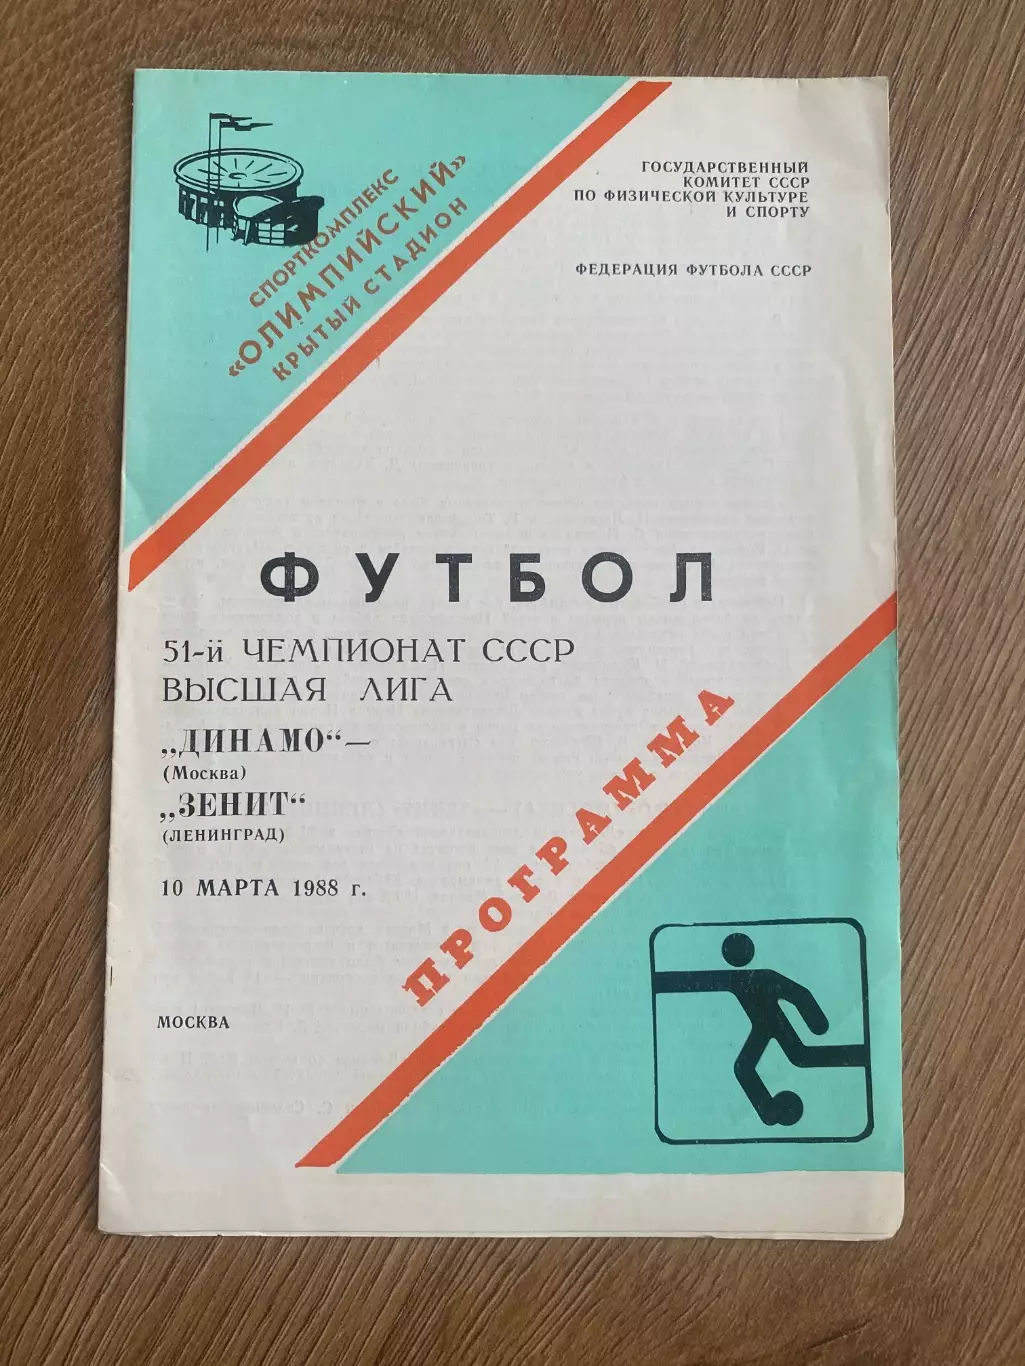 СПОРТКОМПЛЕКС
«ОЛИМПИЙСКИЙ»
КРЫТЫЙ СТАДИОН
ГОСУДАРСТВЕННЫЙ
КОМИТЕТ СССР
ПО ФИЗИЧЕСКОЙ КУЛЬТУРЕ
И СПОРТУ
ФЕДЕРАЦИЯ ФУТБОЛА СССР
ФУТБОЛ
51-й ЧЕМПИОНАТ СССР
ВЫСШАЯ ЛИГА
„ДИНАМО“—
(Москва)
„ЗЕНИТ“
(ЛЕНИНГРАД)
10 МАРТА 1988 г.
ПРОГРАММА
МОСКВА